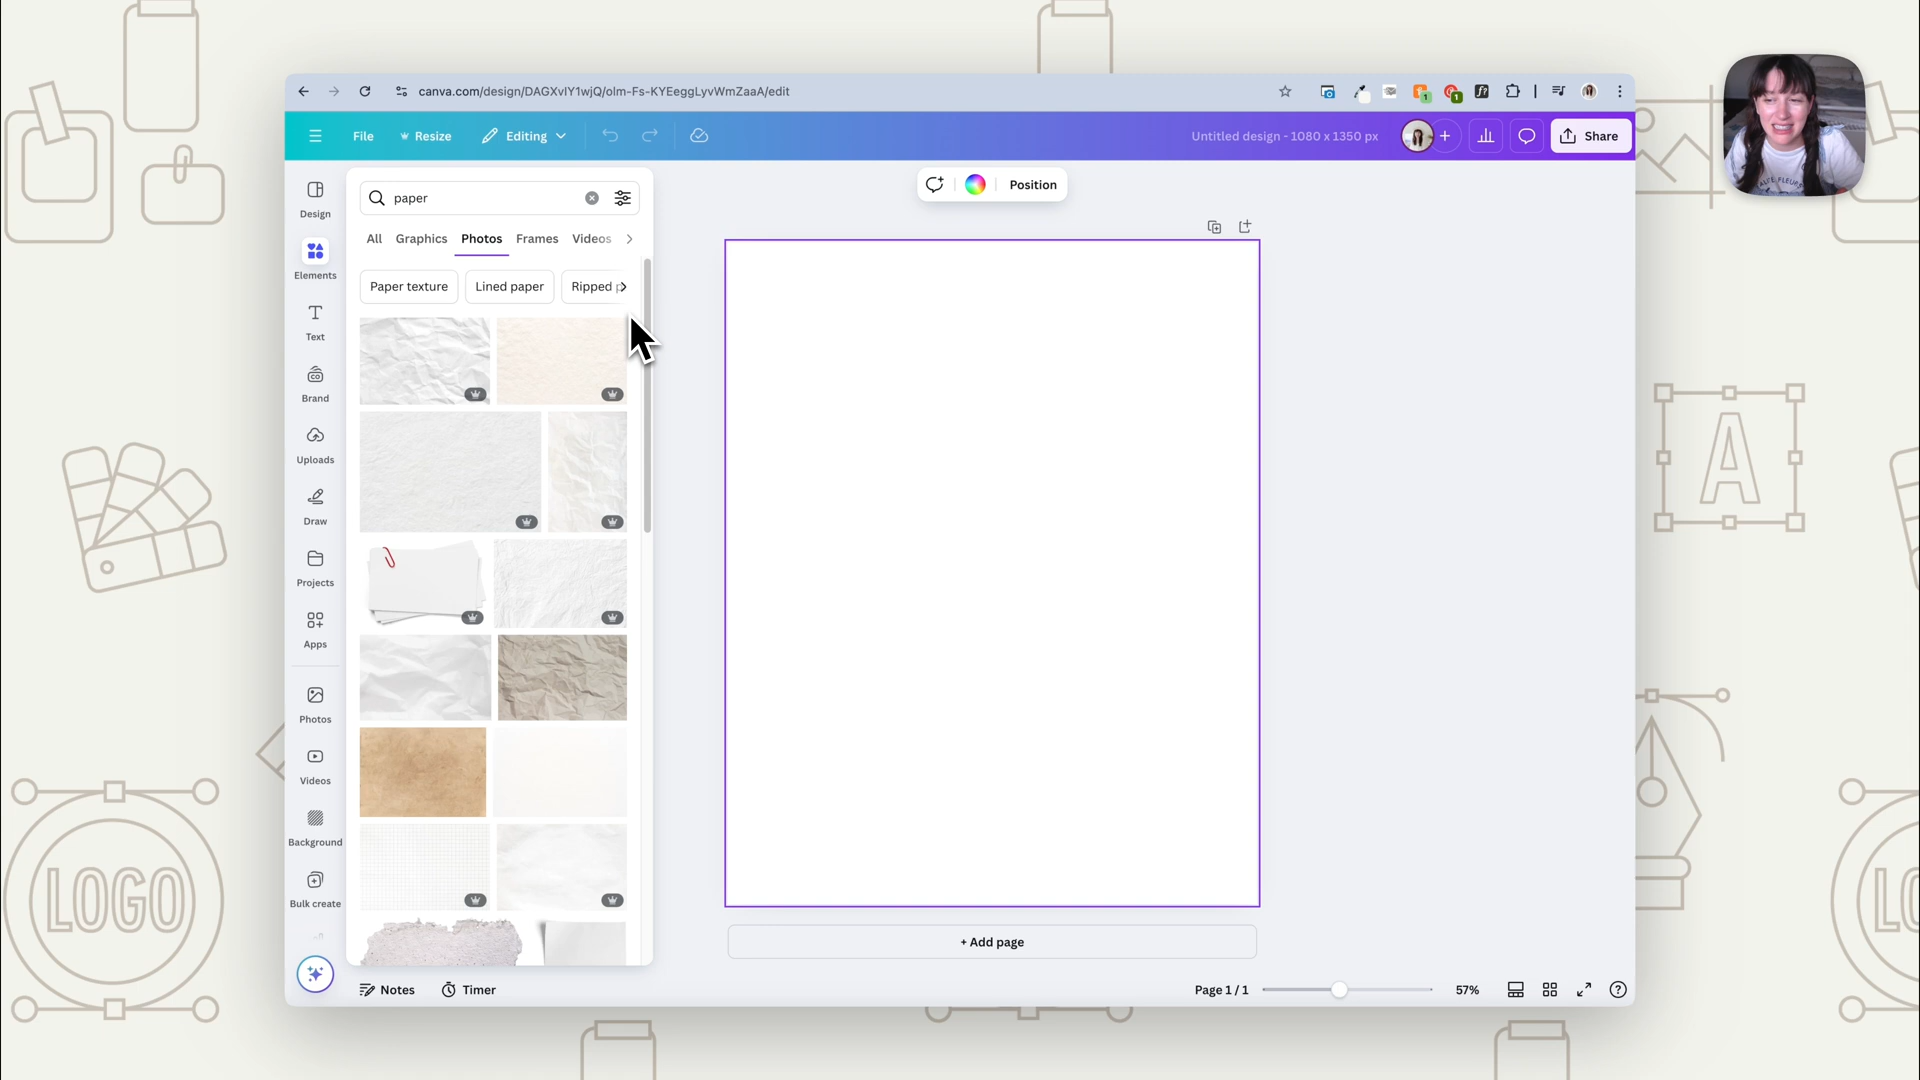 canva.com/design/DAGXvIY1wjQ/olm-Fs-KYEeggLyvWmZaaA/edit
File
Resize
Editing
Untitled design - 1080 x 1350 px
Share
Design
Elements
Text
Brand
Uploads
Draw
Projects
Apps
Photos
Videos
Background
Bulk create
paper
All
Graphics
Photos
Frames
Videos
Paper texture
Lined paper
Ripped
Position
+ Add page
Notes
Timer
Page 1 / 1
57%
LOGO
A